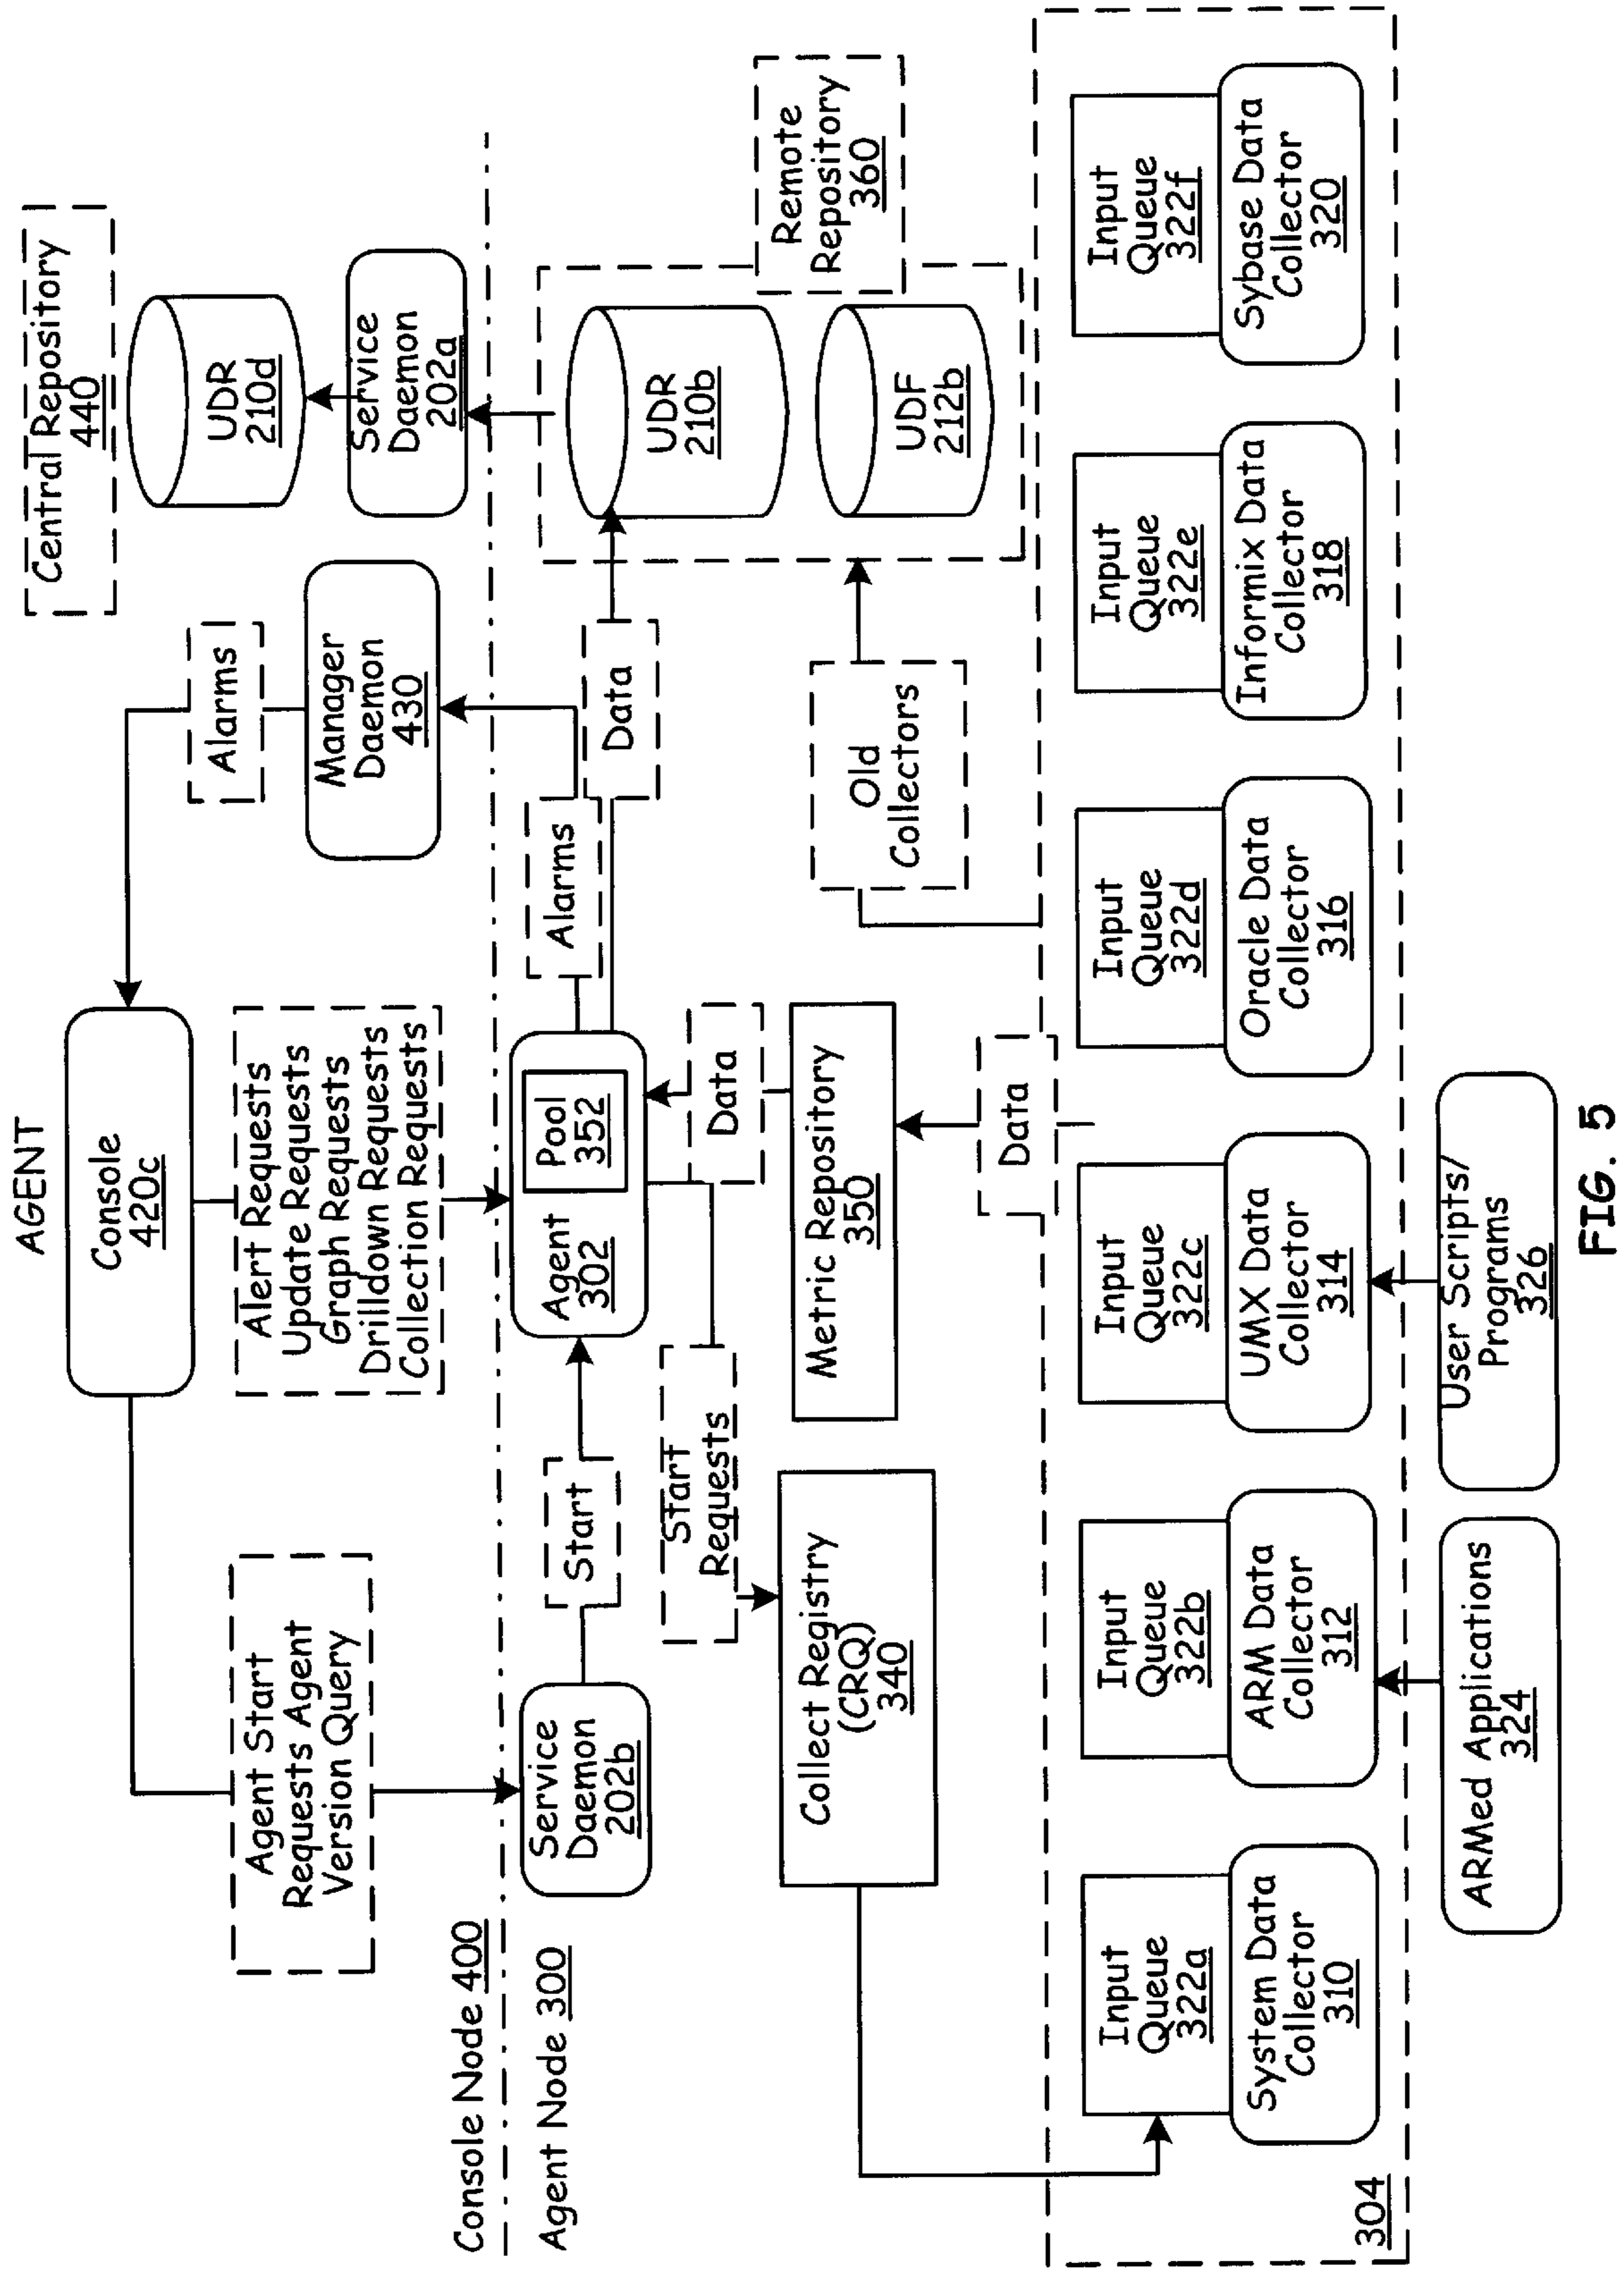 AGENT
Console
420c
Agent Start
Requests Agent
Version Query
Alert Requests
Update Requests
Graph Requests
Drilldown Requests
Collection Requests
Alarms
Manager
Daemon
430
Central Repository
440
UDR
210d
Service
Daemon
202a
Console Node 400
Agent Node 300
Service
Daemon
202b
Start
Agent
302
Pool
352
Alarms
Data
Start
Requests
Data
Collect Registry
(CRQ)
340
Metric Repository
350
Old
Collectors
UDR
210b
UDF
212b
Remote
Repository
360
Data
304
Input
Queue
322a
System Data
Collector
310
Input
Queue
322b
ARM Data
Collector
312
Input
Queue
322c
UMX Data
Collector
314
Input
Queue
322d
Oracle Data
Collector
316
Input
Queue
322e
Informix Data
Collector
318
Input
Queue
322f
Sybase Data
Collector
320
ARMed Applications
324
User Scripts/
Programs
326
FIG. 5